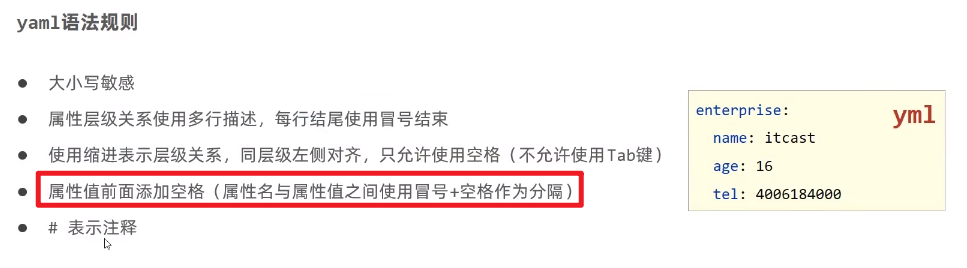 yaml语法规则
● 大小写敏感
● 属性层级关系使用多行描述，每行结尾使用冒号结束
● 使用缩进表示层级关系，同层级左侧对齐，只允许使用空格（不允许使用Tab键）
● 属性值前面添加空格（属性名与属性值之间使用冒号+空格作为分隔）
● # 表示注释
enterprise:
yml
name: itcast
age: 16
tel: 4006184000